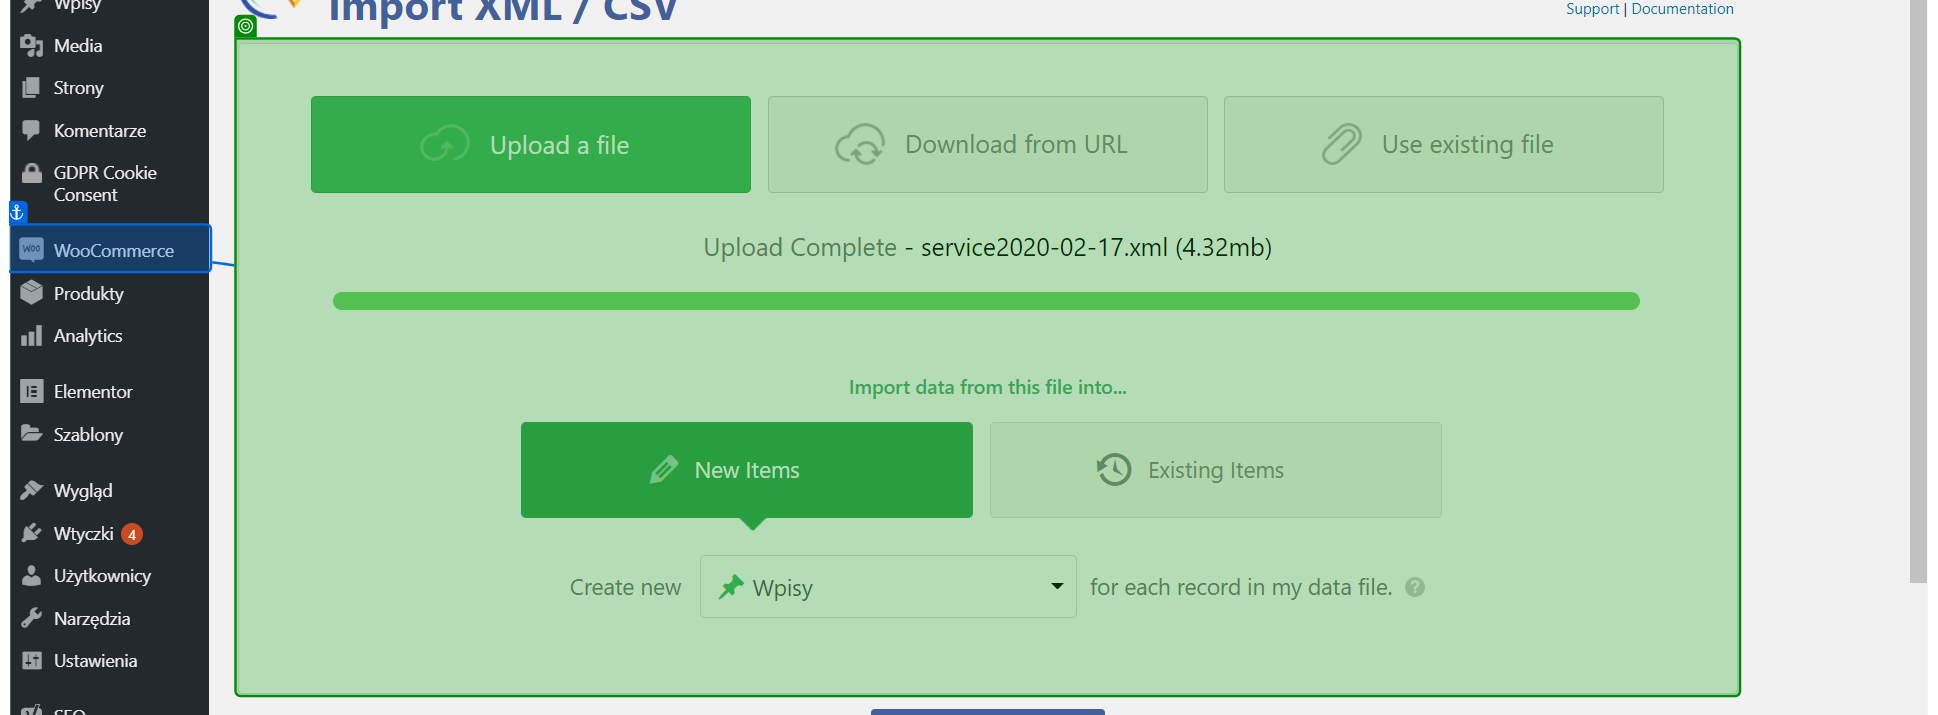 Wpisy
Media
Strony
Komentarze
GDPR Cookie
Consent
WooCommerce
Produkty
Analytics
Elementor
Szablony
Wygląd
Wtyczki 4
Użytkownicy
Narzędzia
Ustawienia
SEO
Import XML / CSV
Support | Documentation
Upload a file
Download from URL
Use existing file
Upload Complete - service2020-02-17.xml (4.32mb)
Import data from this file into...
New Items
Existing Items
Create new Wpisy for each record in my data file. ?